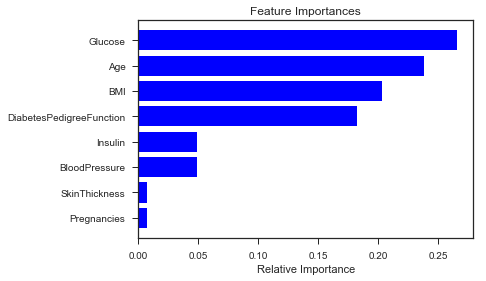 Feature Importances
Glucose
Age
BMI
DiabetesPedigreeFunction
Insulin
BloodPressure
SkinThickness
Pregnancies
0.00 0.05 0.10 0.15 0.20 0.25
Relative Importance